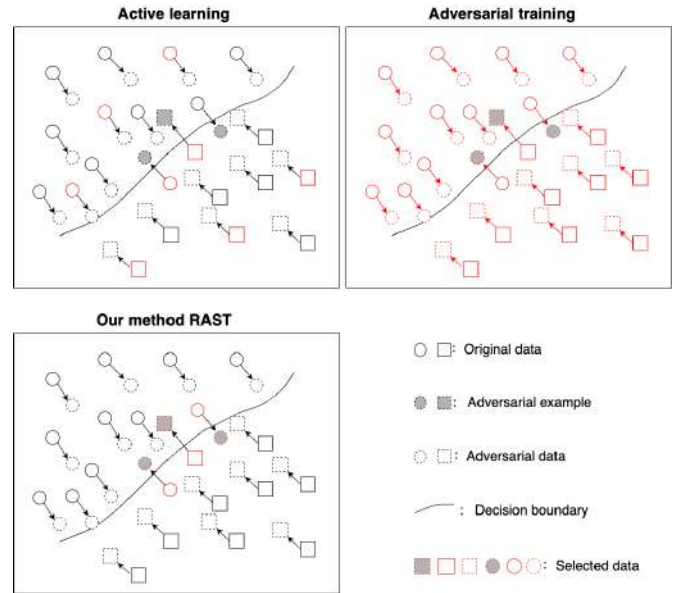 Active learning
Adversarial training
Our method RAST
: Original data
: Adversarial example
: Adversarial data
: Decision boundary
: Selected data